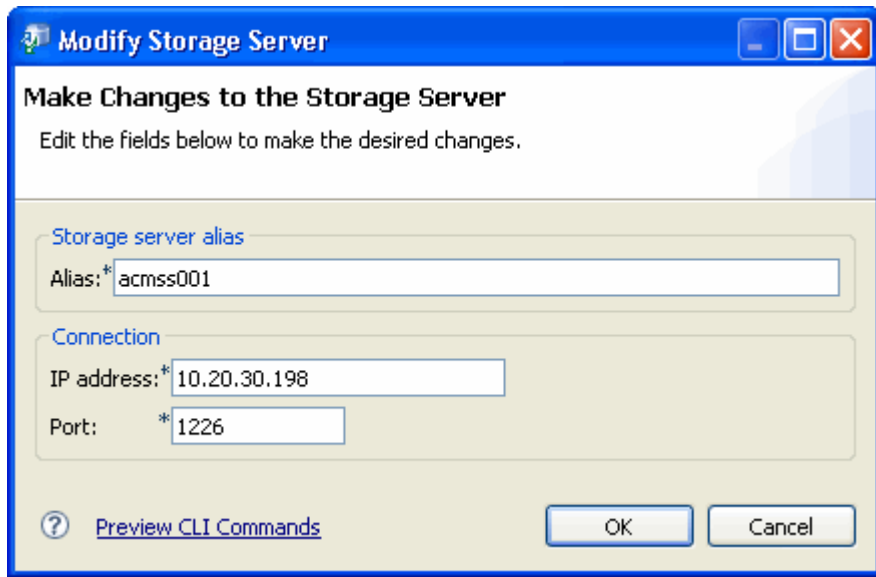 Modify Storage Server
Make Changes to the Storage Server
Edit the fields below to make the desired changes.
Storage server alias
Alias:* acmss001
Connection
IP address:* 10.20.30.198
Port: * 1226
? Preview CLI Commands OK Cancel